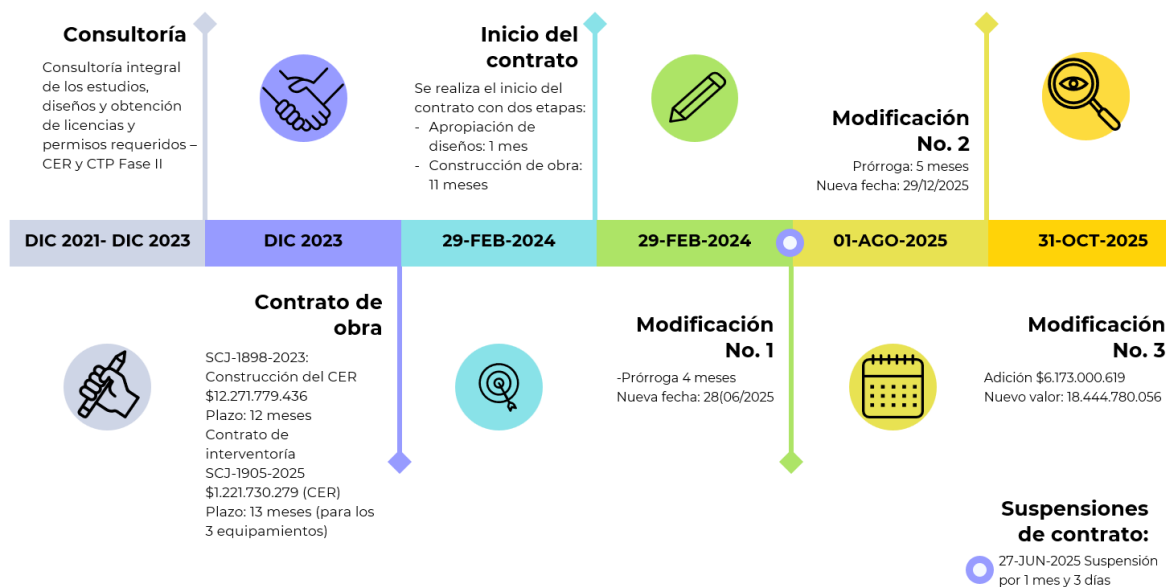 Consultoría
Consultoría integral
de los estudios,
diseños y obtención
de licencias y
permisos requeridos –
CER y CTP Fase II
Inicio del
contrato
Se realiza el inicio del
contrato con dos etapas:
- Apropiación de
diseños: 1 mes
- Construcción de obra:
11 meses
Modificación
No. 2
Prórroga: 5 meses
Nueva fecha: 29/12/2025
DIC 2021- DIC 2023
DIC 2023
29-FEB-2024
29-FEB-2024
01-AGO-2025
31-OCT-2025
Contrato de
obra
SCJ-1898-2023:
Construcción del CER
$12.271.779.436
Plazo: 12 meses
Contrato de
interventoría
SCJ-1905-2025
$1.221.730.279 (CER)
Plazo: 13 meses (para los
3 equipamientos)
Modificación
No. 1
-Prórroga 4 meses
Nueva fecha: 28(06/2025
Modificación
No. 3
Adición $6.173.000.619
Nuevo valor: 18.444.780.056
Suspensiones
de contrato:
27-JUN-2025 Suspensión
por 1 mes y 3 días